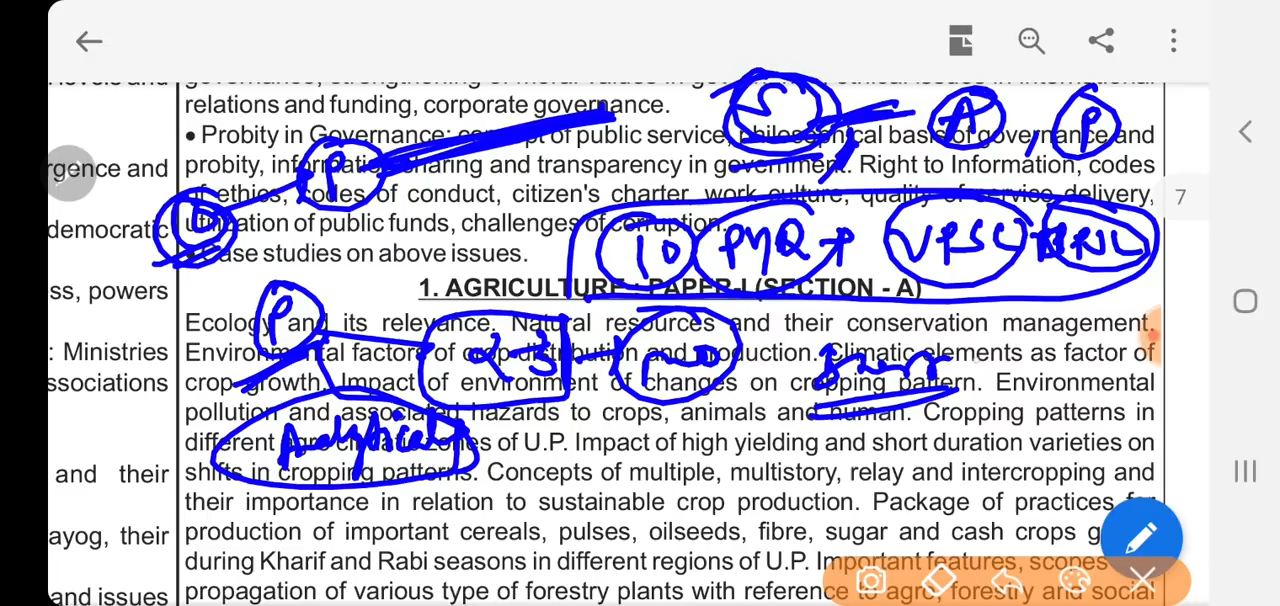 levels and
rgence and
democratic
ss, powers
: Ministries
ssociations
and their
ayog, their
and issues
relations and funding, corporate governance.
• Probity in Governance: concept of public service, philosophical basis of governance and
probity, information sharing and transparency in government. Right to Information, codes
of ethics, codes of conduct, citizen's charter, work culture, quality of service delivery,
utilization of public funds, challenges of corruption.
• Case studies on above issues.
1. AGRICULTURE : PAPER-I (SECTION - A)
Ecology and its relevance. Natural resources and their conservation management.
Environmental factors of crop distribution and production. Climatic elements as factor of
crop growth. Impact of environment of changes on cropping pattern. Environmental
pollution and associated hazards to crops, animals and human. Cropping patterns in
different agro climatic zones of U.P. Impact of high yielding and short duration varieties on
shifts in cropping patterns. Concepts of multiple, multistory, relay and intercropping and
their importance in relation to sustainable crop production. Package of practices for
production of important cereals, pulses, oilseeds, fibre, sugar and cash crops g
during Kharif and Rabi seasons in different regions of U.P. Important features, scopes
propagation of various type of forestry plants with reference to agro, forestry and social
7
S
A, P
P
10 PYQ UPSC
P
2-3
Analytical